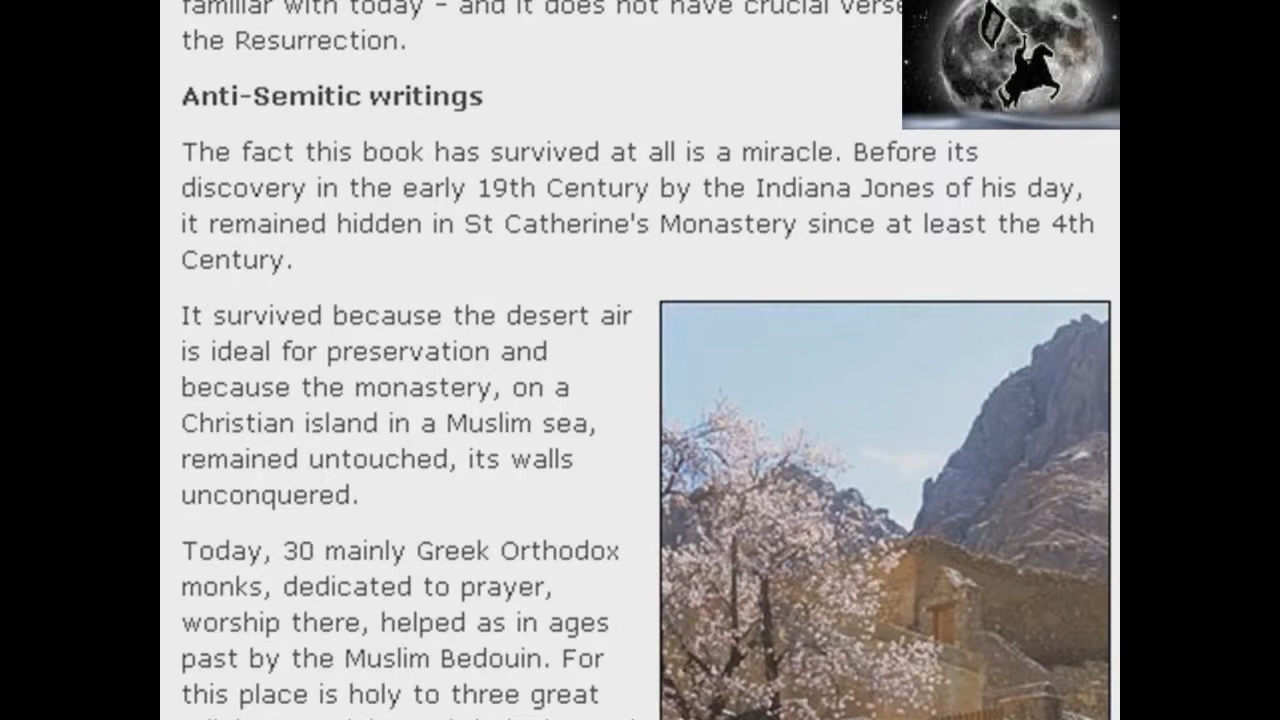 familiar with today - and it does not have crucial verse
the Resurrection.
Anti-Semitic writings
The fact this book has survived at all is a miracle. Before its
discovery in the early 19th Century by the Indiana Jones of his day,
it remained hidden in St Catherine's Monastery since at least the 4th
Century.
It survived because the desert air
is ideal for preservation and
because the monastery, on a
Christian island in a Muslim sea,
remained untouched, its walls
unconquered.
Today, 30 mainly Greek Orthodox
monks, dedicated to prayer,
worship there, helped as in ages
past by the Muslim Bedouin. For
this place is holy to three great